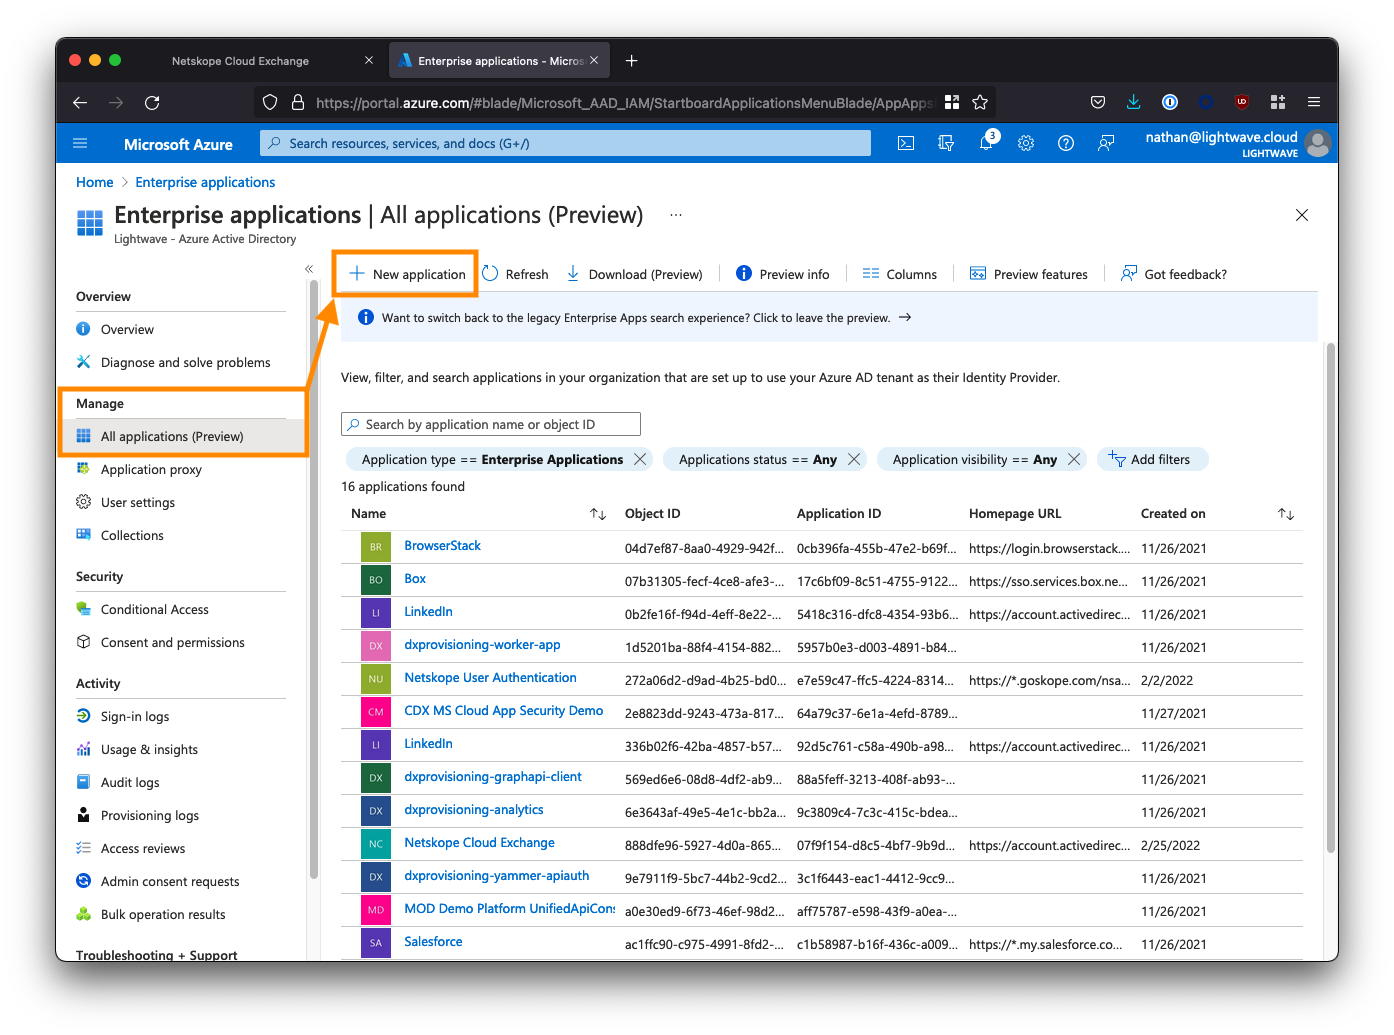 Netskope Cloud Exchange
Enterprise applications - Micros
https://portal.azure.com/#blade/Microsoft_AAD_IAM/StartboardApplicationsMenuBlade/AppApps
Microsoft Azure
Search resources, services, and docs (G+/)
3
nathan@lightwave.cloud
LIGHTWAVE
Home > Enterprise applications
Enterprise applications | All applications (Preview) ...
Lightwave - Azure Active Directory
«
Overview
Overview
Diagnose and solve problems
Manage
All applications (Preview)
Application proxy
User settings
Collections
Security
Conditional Access
Consent and permissions
Activity
Sign-in logs
Usage & insights
Audit logs
Provisioning logs
Access reviews
Admin consent requests
Bulk operation results
Troubleshooting + Support
+ New application Refresh Download (Preview) Preview info Columns Preview features Got feedback?
Want to switch back to the legacy Enterprise Apps search experience? Click to leave the preview. →
View, filter, and search applications in your organization that are set up to use your Azure AD tenant as their Identity Provider.
Search by application name or object ID
Application type == Enterprise Applications Applications status == Any Application visibility == Any Add filters
16 applications found
Name Object ID Application ID Homepage URL Created on
BR BrowserStack 04d7ef87-8aa0-4929-942f... 0cb396fa-455b-47e2-b69f... https://login.browserstack.... 11/26/2021
BO Box 07b31305-fecf-4ce8-afe3-... 17c6bf09-8c51-4755-9122... https://sso.services.box.ne... 11/26/2021
LI LinkedIn 0b2fe16f-f94d-4eff-8e22-... 5418c316-dfc8-4354-93b6... https://account.activedirec... 11/26/2021
DX dxprovisioning-worker-app 1d5201ba-88f4-4154-882... 5957b0e3-d003-4891-b84... 11/26/2021
NU Netskope User Authentication 272a06d2-d9ad-4b25-bd0... e7e59c47-ffc5-4224-8314... https://*.goskope.com/nsa... 2/2/2022
CM CDX MS Cloud App Security Demo 2e8823dd-9243-473a-817... 64a79c37-6e1a-4efd-8789... 11/27/2021
LI LinkedIn 336b02f6-42ba-4857-b57... 92d5c761-c58a-490b-a98... https://account.activedirec... 11/26/2021
DX dxprovisioning-graphapi-client 569ed6e6-08d8-4df2-ab9... 88a5feff-3213-408f-ab93-... 11/26/2021
DX dxprovisioning-analytics 6e3643af-49e5-4e1c-bb2a... 9c3809c4-7c3c-415c-bdea... 11/26/2021
NC Netskope Cloud Exchange 888dfe96-5927-4d0a-865... 07f9f154-d8c5-4bf7-9b9d... https://account.activedirec... 2/25/2022
DX dxprovisioning-yammer-apiauth 9e7911f9-5bc7-44b2-9cd2... 3c1f6443-eac1-4412-9cc9... 11/26/2021
MD MOD Demo Platform UnifiedApiCons a0e30ed9-6f73-46ef-98d2... aff75787-e598-43f9-a0ea-... 11/26/2021
SA Salesforce ac1ffc90-c975-4991-8fd2-... c1b58987-b16f-436c-a009... https://*.my.salesforce.co... 11/26/2021